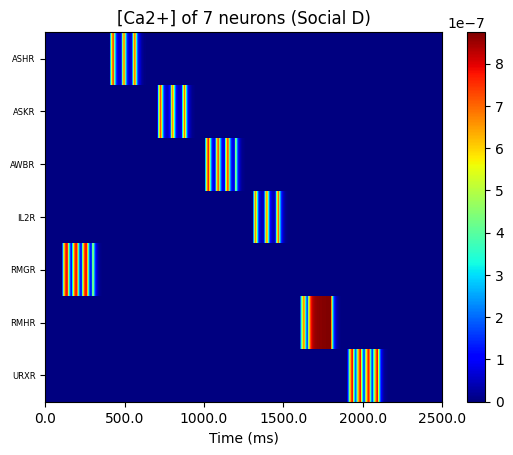 [Ca2+] of 7 neurons (Social D)
1e−7
ASHR
ASKR
AWBR
IL2R
RMGR
RMHR
URXR
8
7
6
5
4
3
2
1
0
0.0 500.0 1000.0 1500.0 2000.0 2500.0
Time (ms)